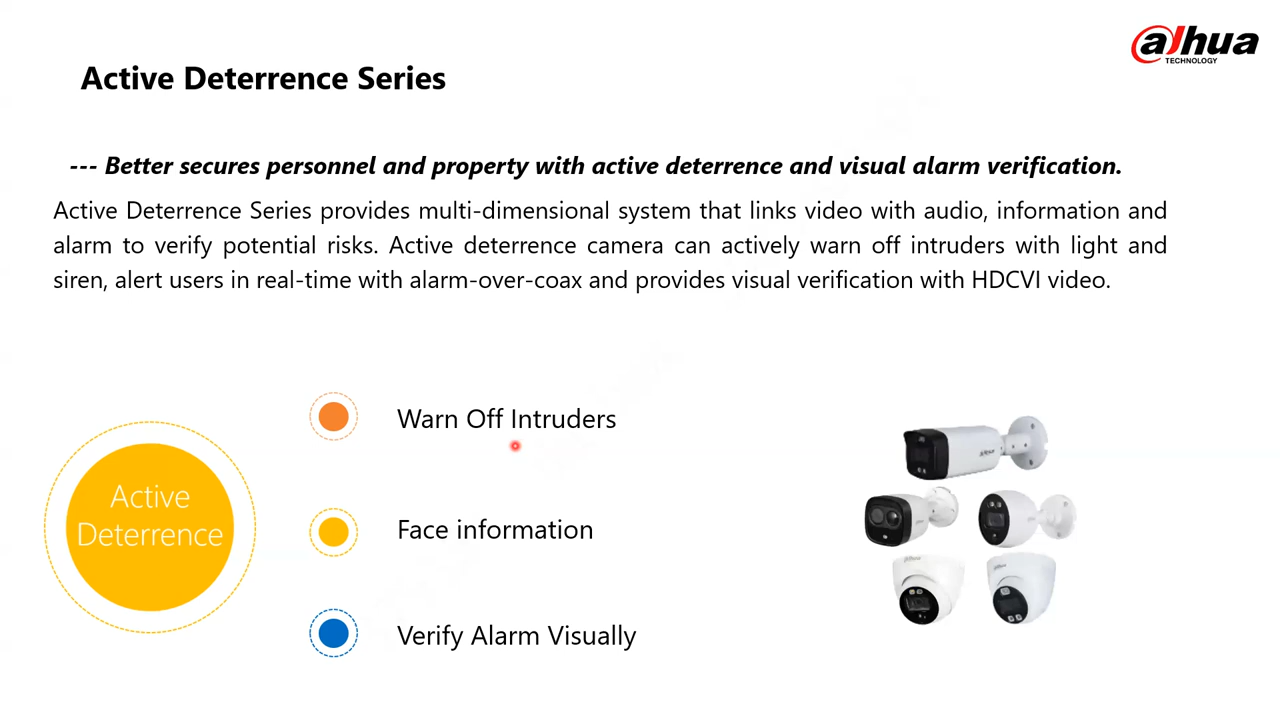 alhua
TECHNOLOGY
Active Deterrence Series
--- Better secures personnel and property with active deterrence and visual alarm verification.
Active Deterrence Series provides multi-dimensional system that links video with audio, information and
alarm to verify potential risks. Active deterrence camera can actively warn off intruders with light and
siren, alert users in real-time with alarm-over-coax and provides visual verification with HDCVI video.
Warn Off Intruders
Active
Deterrence
Face information
Verify Alarm Visually